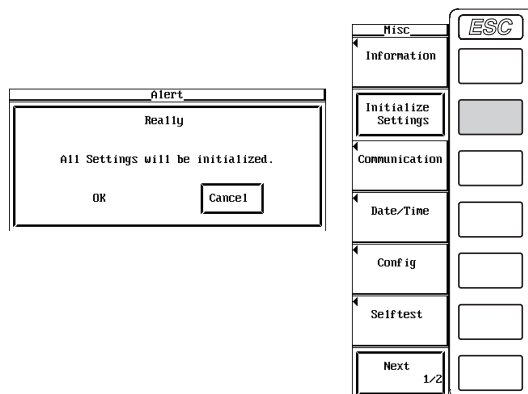 Alert
Really
All Settings will be initialized.
OK
Cancel
Misc
ESC
Information
Initialize
Settings
Communication
Date/Time
Config
Selftest
Next
1/2